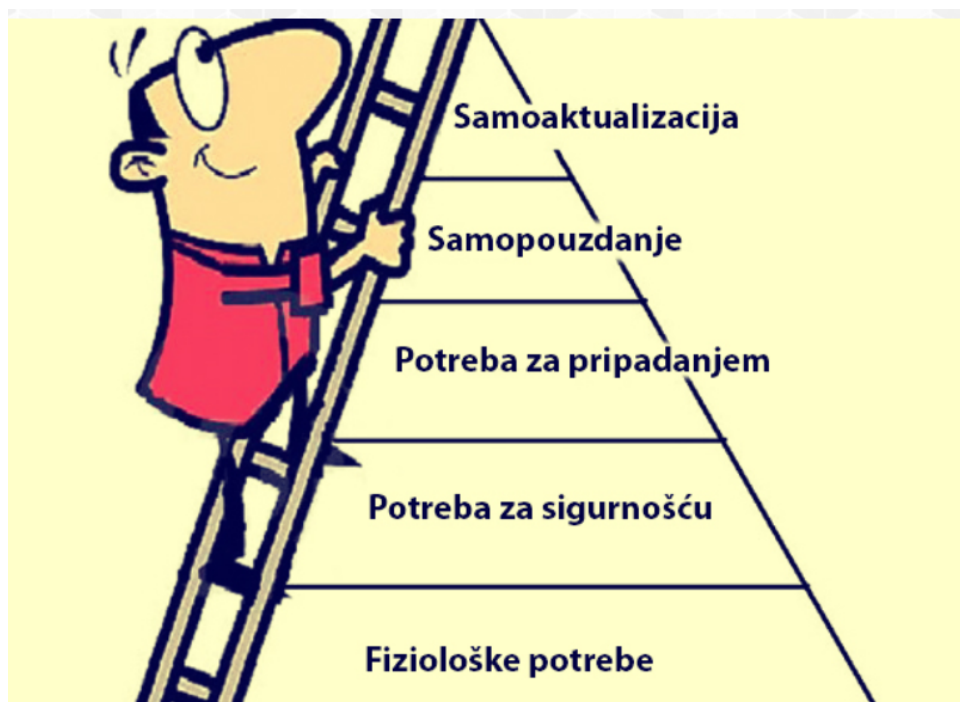 Samoaktualizacija
Samopouzdanje
Potreba za pripadanjem
Potreba za sigurnošću
Fiziološke potrebe